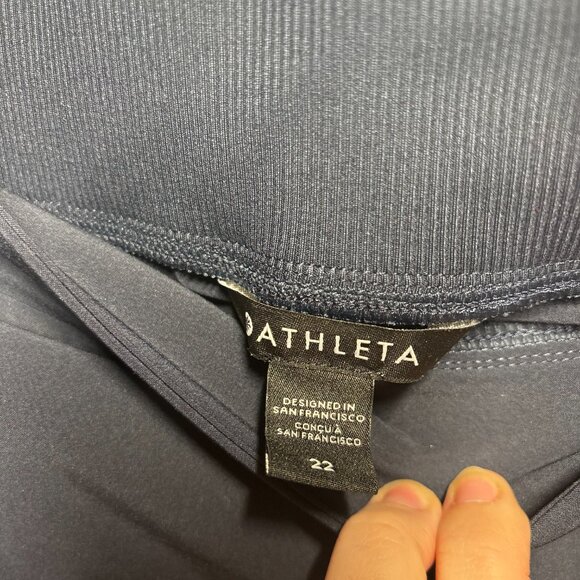 ATHLETA
DESIGNED IN
SAN FRANCISCO
CONÇU À
SAN FRANCISCO
22